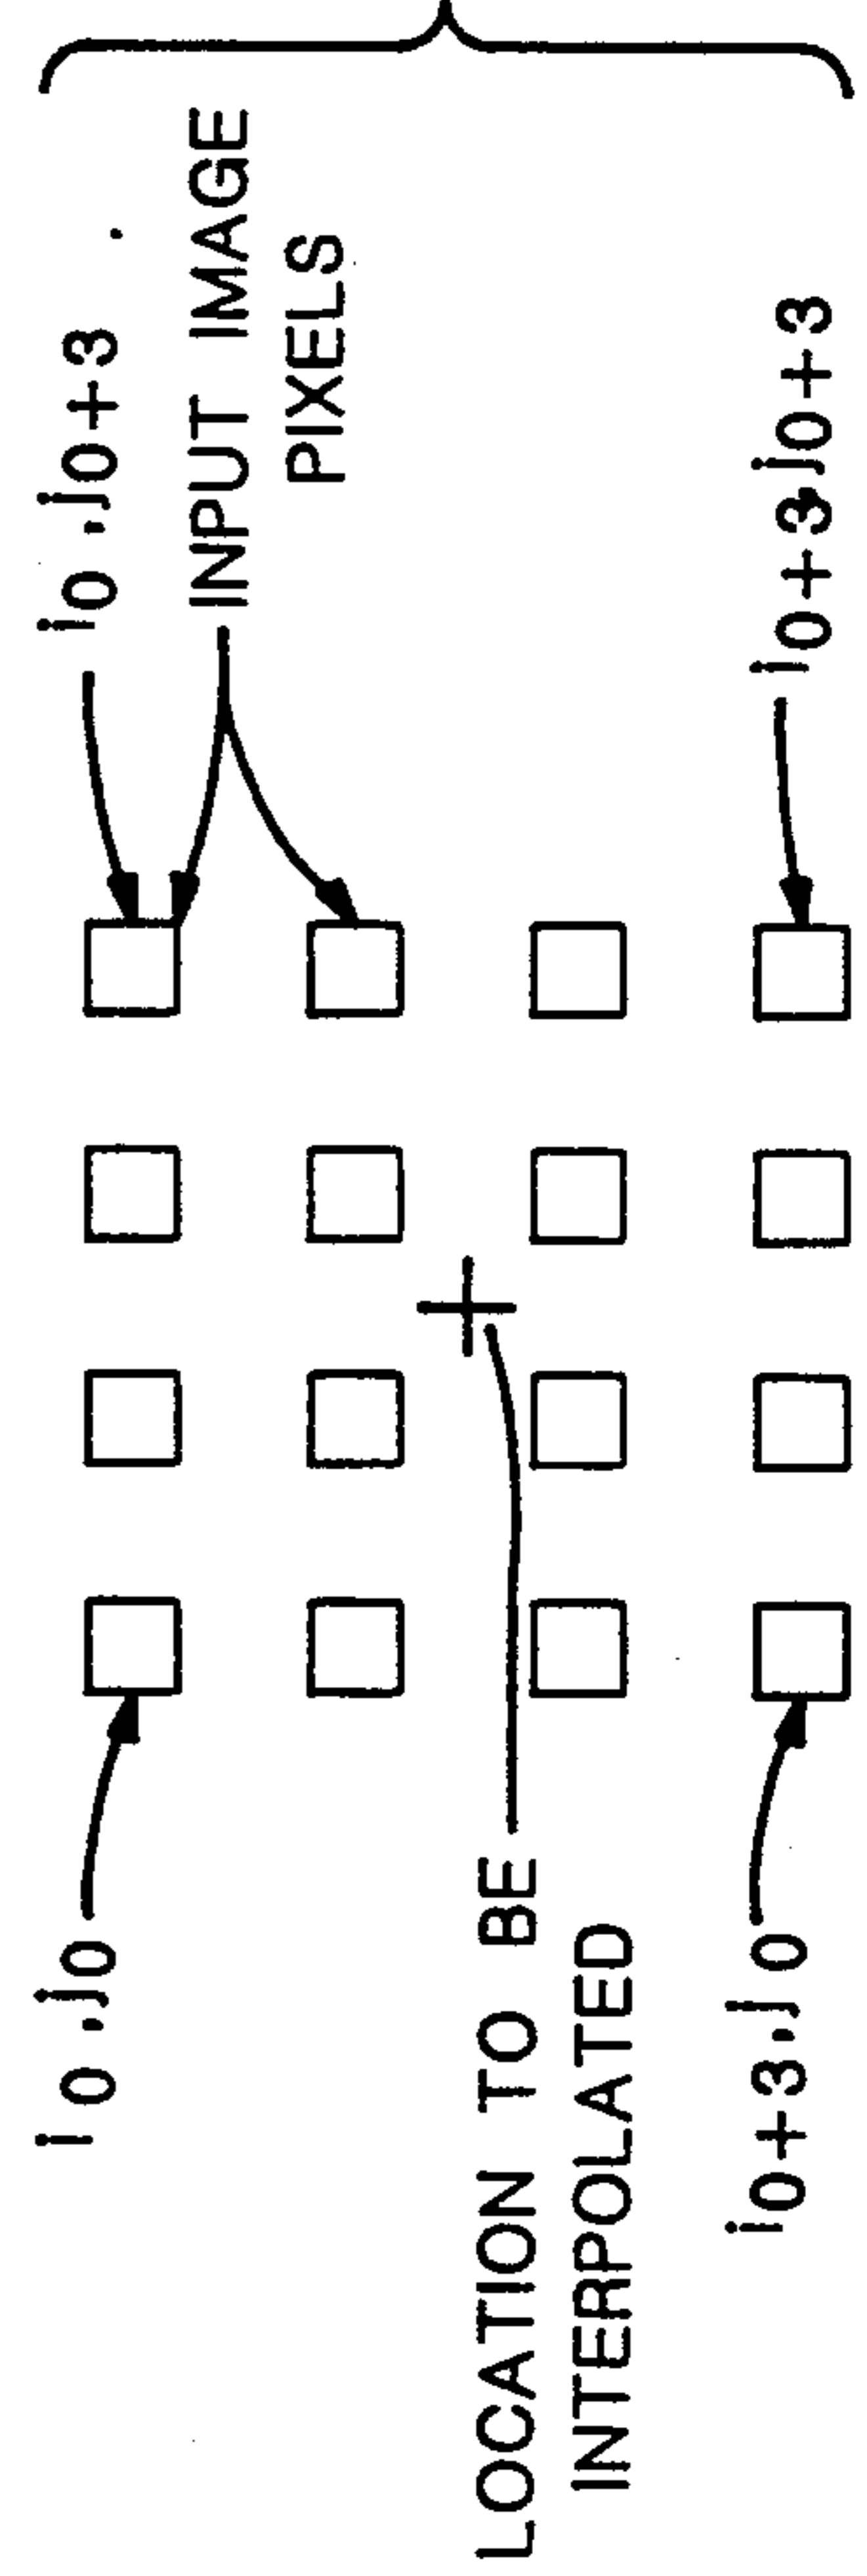 i₀,j₀
i₀,j₀+3
INPUT IMAGE
PIXELS
LOCATION TO BE
INTERPOLATED
i₀+3,j₀
i₀+3,j₀+3